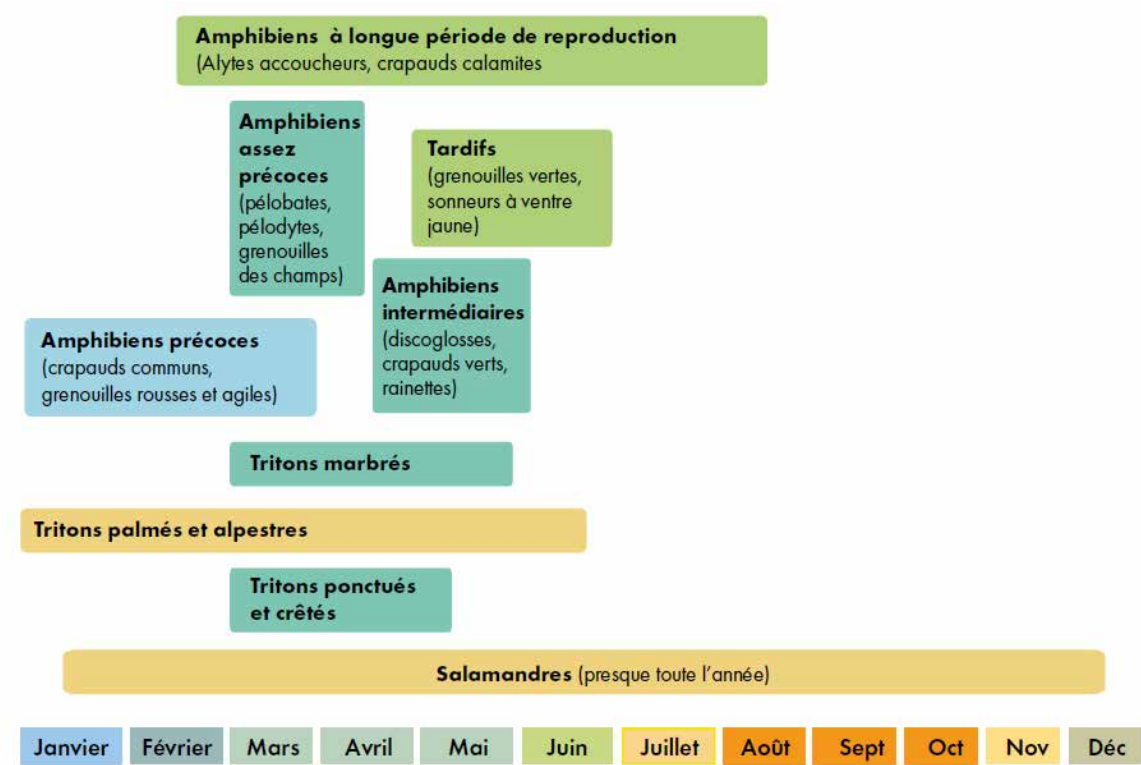 Amphibiens à longue période de reproduction
(Alytes accoucheurs, crapauds calamites
Amphibiens
assez
précoces
(pélobates,
pélodytes,
grenouilles
des champs)
Tardifs
(grenouilles vertes,
sonneurs à ventre
jaune)
Amphibiens
intermédiaires
(discoglosses,
crapauds verts,
rainettes)
Amphibiens précoces
(crapauds communs,
grenouilles rousses et agiles)
Tritons marbrés
Tritons palmés et alpestres
Tritons ponctués
et crêtés
Salamandres (presque toute l'année)
Janvier Février Mars Avril Mai Juin Juillet Août Sept Oct Nov Déc